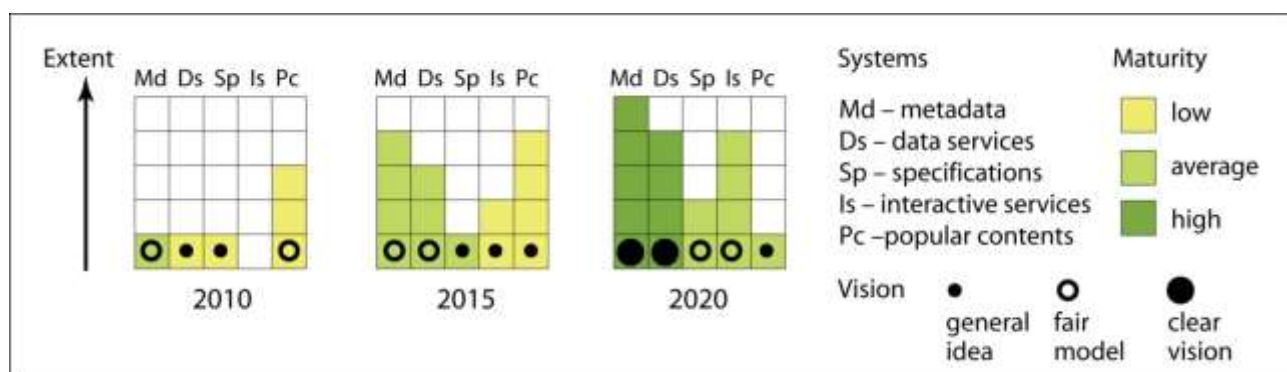 Extent
Md Ds Sp Is Pc
2010
Md Ds Sp Is Pc
2015
Md Ds Sp Is Pc
2020
Systems
Md – metadata
Ds – data services
Sp – specifications
Is – interactive services
Pc –popular contents
Maturity
low
average
high
Vision
general
idea
fair
model
clear
vision